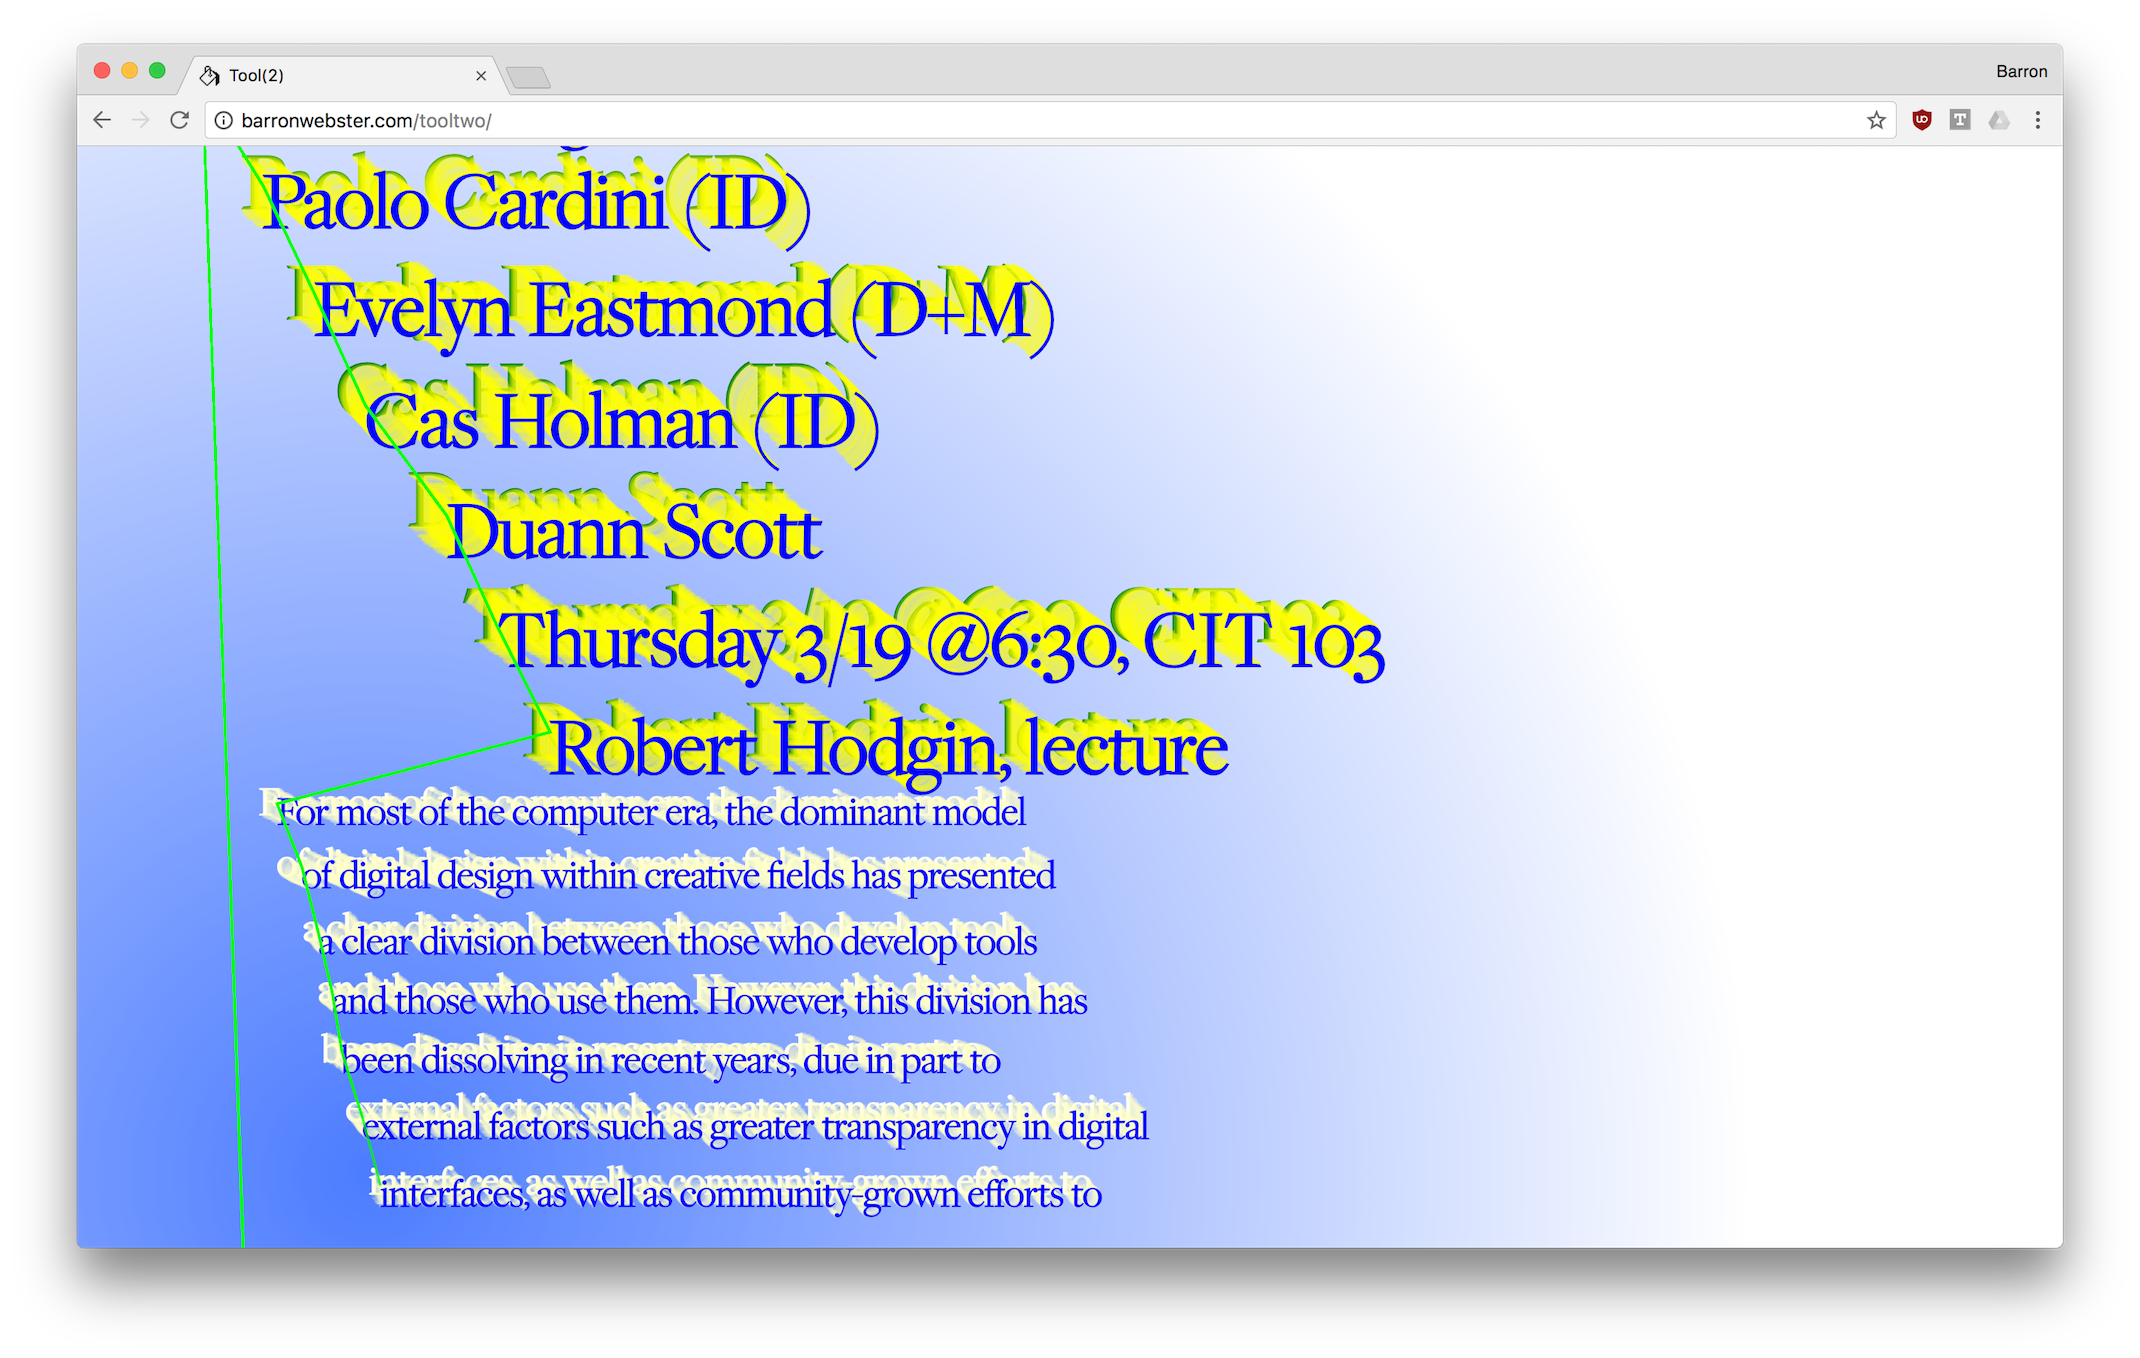 Tool(2)
Barron
barronwebster.com/tooltwo/
Paolo Cardini (ID)
Evelyn Eastmond (D+M)
Cas Holman (ID)
Duann Scott
Thursday 3/19 @6:30, CIT 103
Robert Hodgin, lecture
For most of the computer era, the dominant model
of digital design within creative fields has presented
a clear division between those who develop tools
and those who use them. However, this division has
been dissolving in recent years, due in part to
external factors such as greater transparency in digital
interfaces, as well as community-grown efforts to